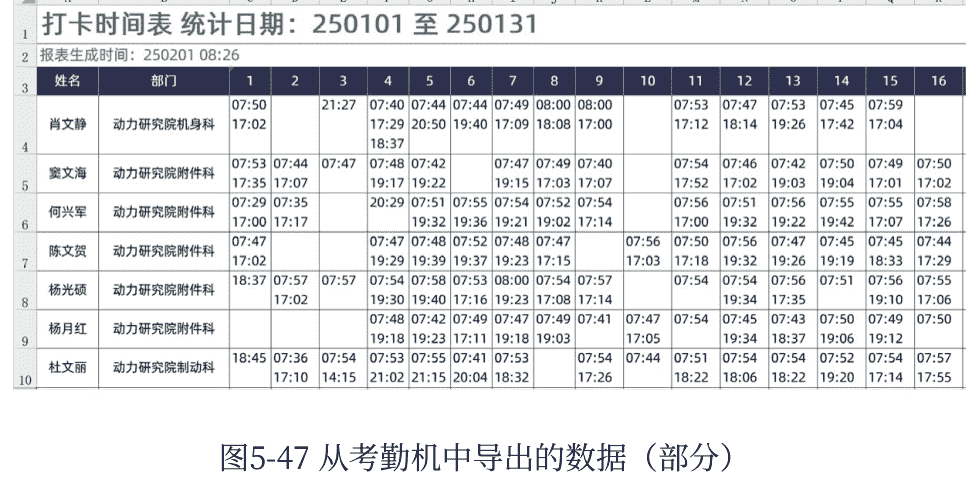 1 打卡时间表 统计日期：250101 至 250131
2 报表生成时间：250201 08:26
3 姓名 部门 1 2 3 4 5 6 7 8 9 10 11 12 13 14 15 16
07:50 21:27 07:40 07:44 07:44 07:49 08:00 08:00 07:53 07:47 07:53 07:45 07:59
肖文静 动力研究院机身科 17:02 17:29 20:50 19:40 17:09 18:08 17:00 17:12 18:14 19:26 17:42 17:04
4 18:37
07:53 07:44 07:47 07:48 07:42 07:47 07:49 07:40 07:54 07:46 07:42 07:50 07:49 07:50
5 窦文海 动力研究院附件科 17:35 17:07 19:17 19:22 19:15 17:03 17:07 17:52 17:02 19:03 19:04 17:01 17:02
07:29 07:35 20:29 07:51 07:55 07:54 07:52 07:54 07:56 07:51 07:56 07:55 07:55 07:58
6 何兴军 动力研究院附件科 17:00 17:17 19:32 19:36 19:21 19:02 17:14 17:00 19:32 19:22 19:42 17:07 17:26
07:47 07:47 07:48 07:52 07:48 07:47 07:56 07:50 07:56 07:47 07:45 07:45 07:44
7 陈文贺 动力研究院附件科 17:02 19:29 19:39 19:37 19:23 17:15 17:03 17:18 19:32 19:26 19:19 18:33 17:29
18:37 07:57 07:57 07:54 07:58 07:53 08:00 07:54 07:57 07:54 07:54 07:56 07:51 07:56 07:55
8 杨光硕 动力研究院附件科 17:02 19:30 19:40 17:16 19:23 17:08 17:14 19:34 17:35 19:10 17:06
07:48 07:42 07:49 07:47 07:49 07:41 07:47 07:54 07:45 07:43 07:50 07:49 07:50
9 杨月红 动力研究院附件科 19:18 19:23 17:11 19:18 19:03 17:05 19:34 18:37 19:06 19:12
18:45 07:36 07:54 07:53 07:55 07:41 07:53 07:54 07:44 07:51 07:54 07:54 07:52 07:54 07:57
10 杜文丽 动力研究院制动科 17:10 14:15 21:02 21:15 20:04 18:32 17:26 18:22 18:06 18:22 19:20 17:14 17:55
图5-47 从考勤机中导出的数据（部分）